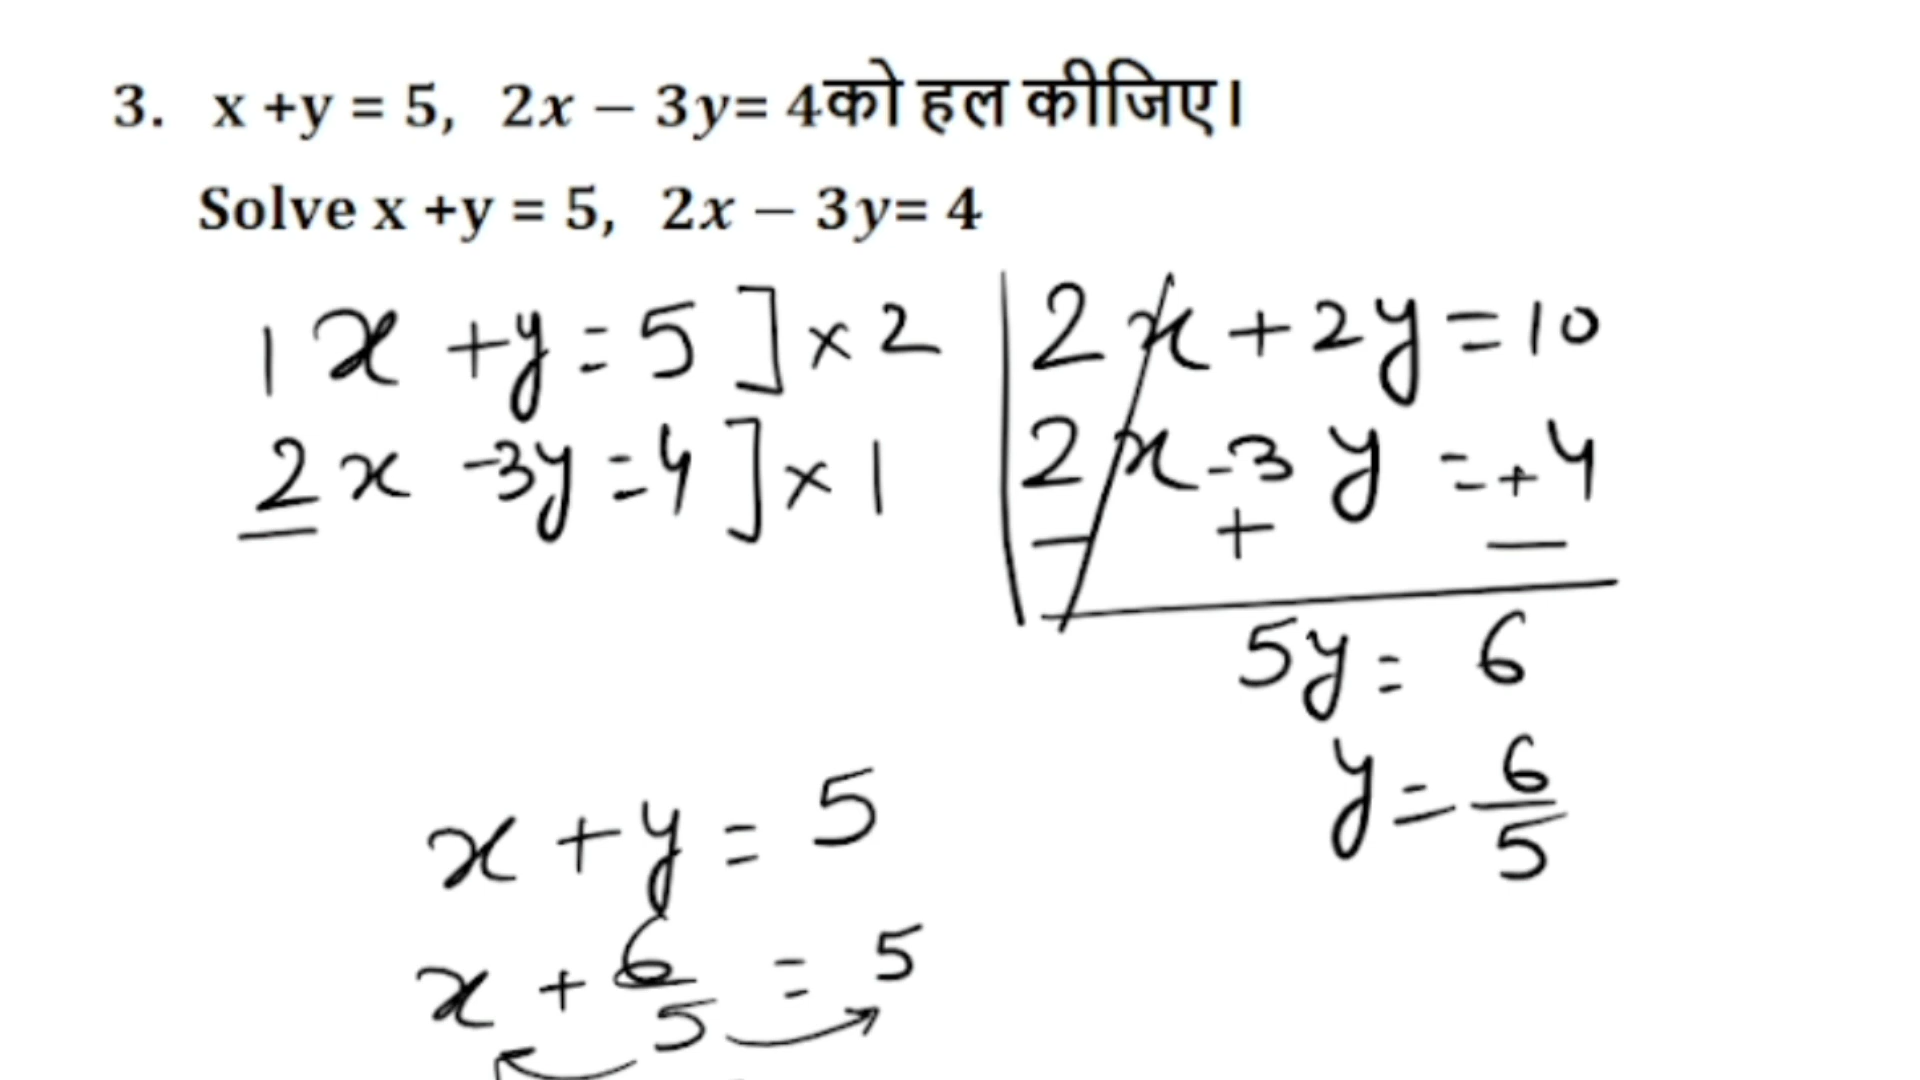 3. x +y = 5, 2x − 3y= 4को हल कीजिए।
Solve x +y = 5, 2x − 3y= 4
1x +y = 5 ] × 2
2x -3y = 4 ] × 1
2x + 2y = 10
2x - 3y = +4
- + -
5y = 6
y = 6/5
x + y = 5
x + 6/5 = 5